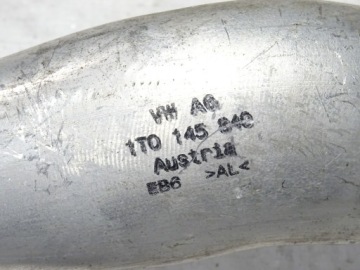 VW AG
1T0 145 840
Austria
EB6 >AL<